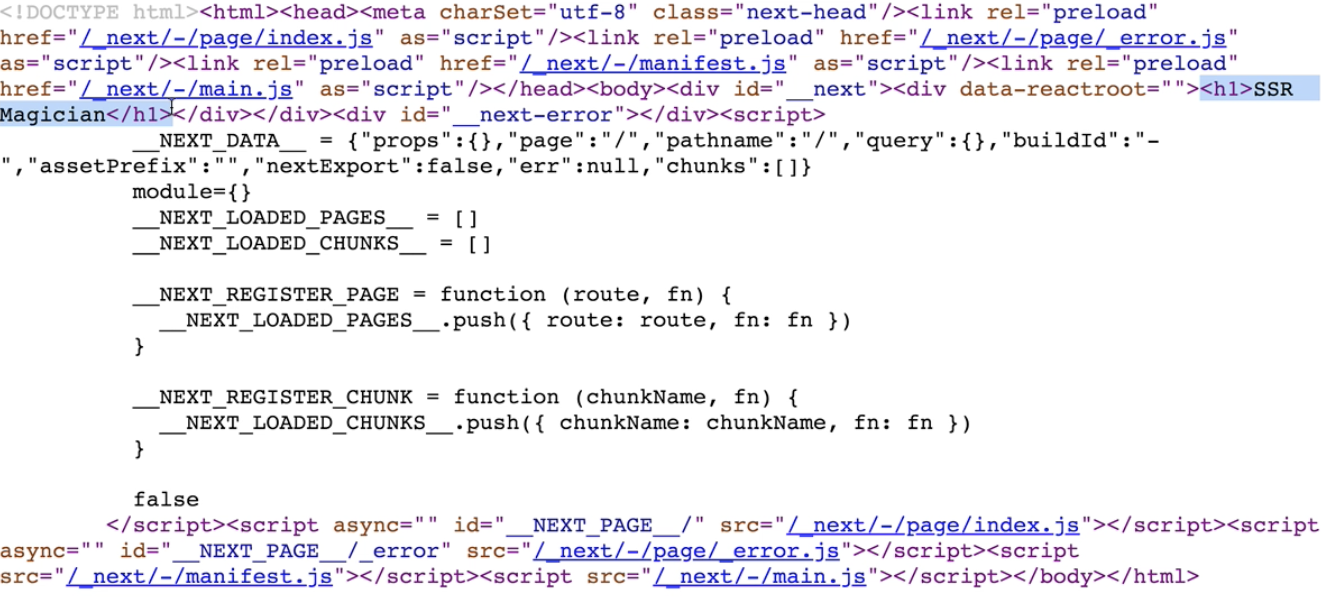 <!DOCTYPE html><html><head><meta charSet="utf-8" class="next-head"/><link rel="preload"
href="/_next/-/page/index.js" as="script"/><link rel="preload" href="/_next/-/page/_error.js"
as="script"/><link rel="preload" href="/_next/-/manifest.js" as="script"/><link rel="preload"
href="/_next/-/main.js" as="script"/></head><body><div id="__next"><div data-reactroot=""><h1>SSR
Magician</h1></div></div><div id="__next-error"></div><script>
__NEXT_DATA__ = {"props":{},"page":"/","pathname":"/","query":{},"buildId":"-
","assetPrefix":"","nextExport":false,"err":null,"chunks":[]}
module={}
__NEXT_LOADED_PAGES__ = []
__NEXT_LOADED_CHUNKS__ = []
__NEXT_REGISTER_PAGE = function (route, fn) {
__NEXT_LOADED_PAGES__.push({ route: route, fn: fn })
}
__NEXT_REGISTER_CHUNK = function (chunkName, fn) {
__NEXT_LOADED_CHUNKS__.push({ chunkName: chunkName, fn: fn })
}
false
</script><script async="" id="__NEXT_PAGE__/" src="/_next/-/page/index.js"></script><script
async="" id="__NEXT_PAGE__/_error" src="/_next/-/page/_error.js"></script><script
src="/_next/-/manifest.js"></script><script src="/_next/-/main.js"></script></body></html>